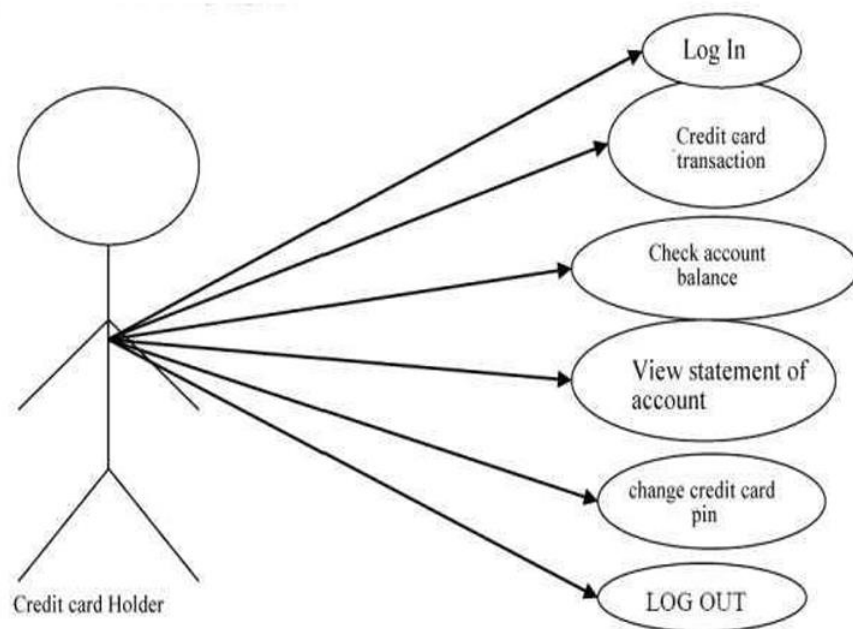 Log In
Credit card
transaction
Check account
balance
View statement of
account
change credit card
pin
LOG OUT
Credit card Holder